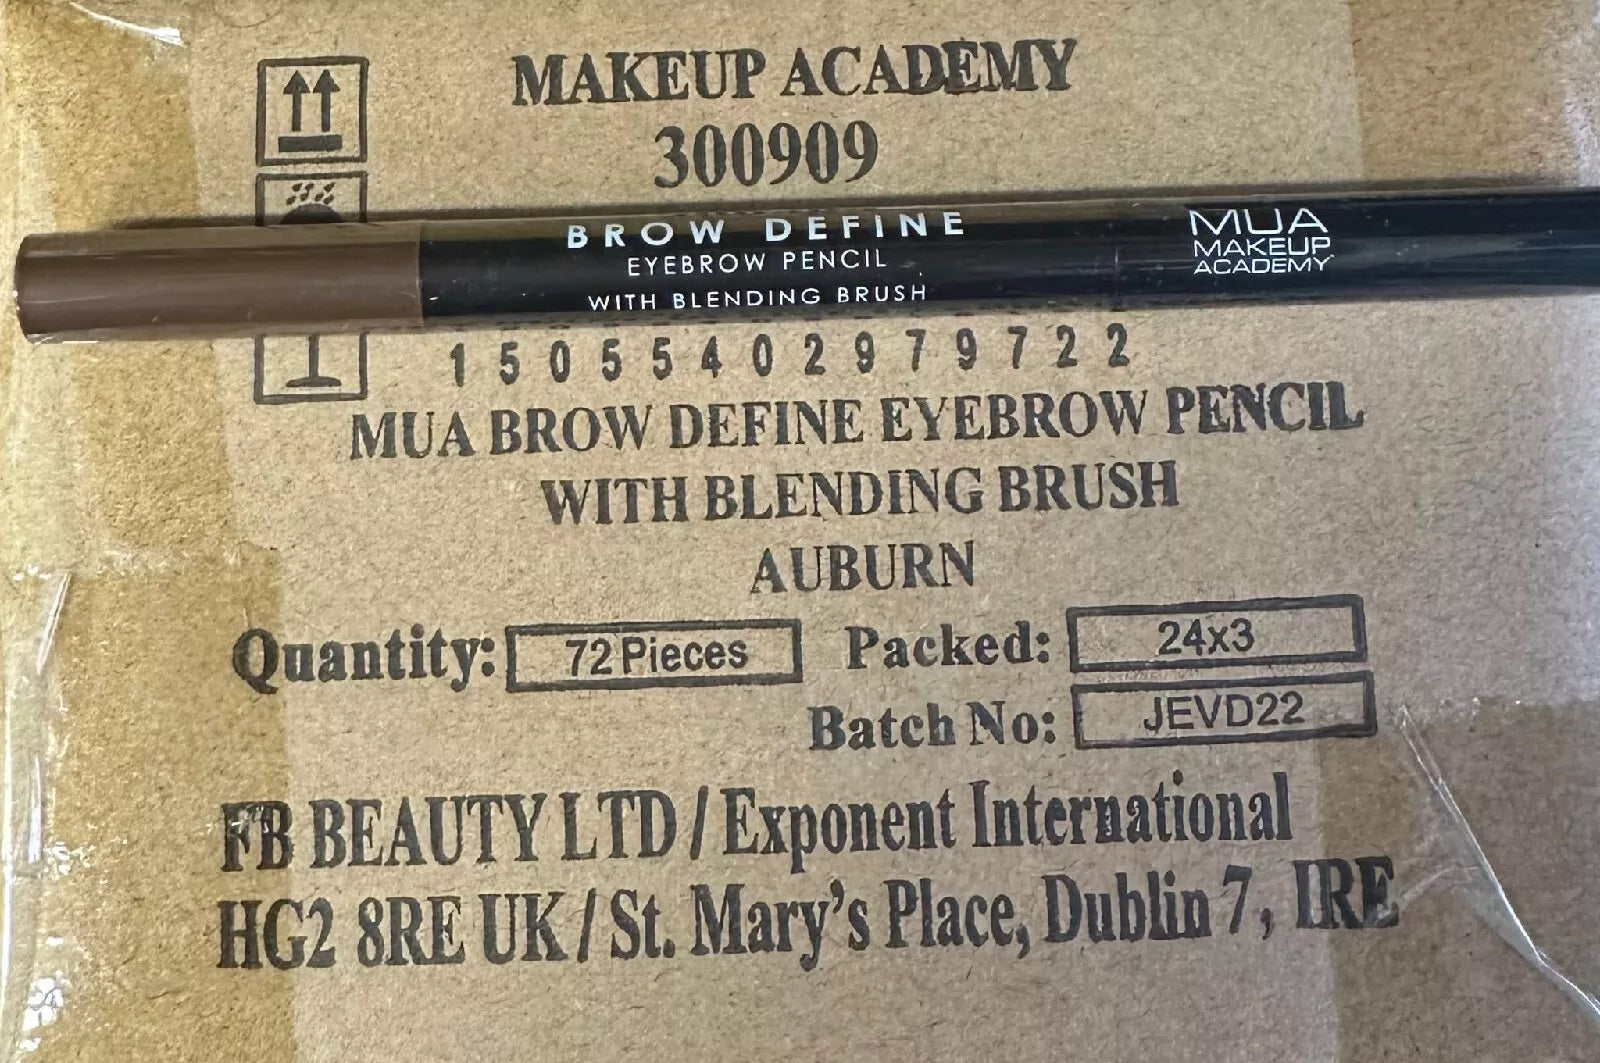 MAKEUP ACADEMY
300909
BROW DEFINE
EYEBROW PENCIL
WITH BLENDING BRUSH
MUA
MAKEUP
ACADEMY
15055402979722
MUA BROW DEFINE EYEBROW PENCIL
WITH BLENDING BRUSH
AUBURN
Quantity: 72 Pieces Packed: 24x3
Batch No: JEVD22
FB BEAUTY LTD / Exponent International
HG2 8RE UK / St. Mary's Place, Dublin 7, IRE